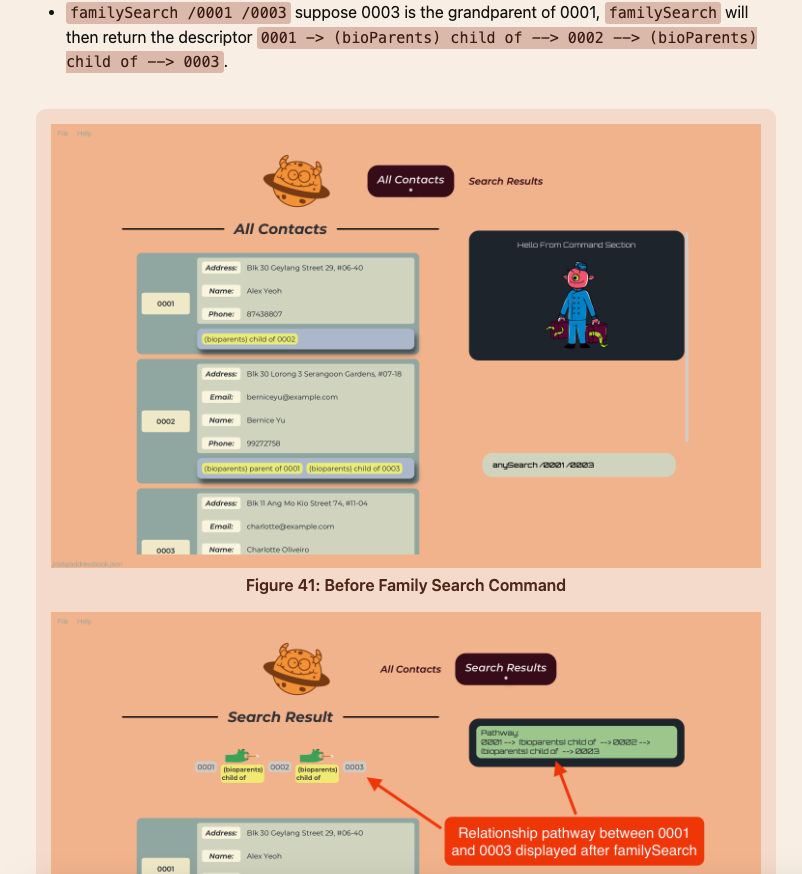 familySearch /0001 /0003 suppose 0003 is the grandparent of 0001, familySearch will
then return the descriptor 0001 -> (bioParents) child of --> 0002 --> (bioParents)
child of --> 0003.
File Help
All Contacts
Search Results
All Contacts
Hello From Command Section
0001
Address: Blk 30 Geylang Street 29, #06-40
Name: Alex Yeoh
Phone: 87438807
(bioparents) child of 0002
0002
Address: Blk 30 Lorong 3 Serangoon Gardens, #07-18
Email: berniceyu@example.com
Name: Bernice Yu
Phone: 99272758
(bioparents) parent of 0001 (bioparents) child of 0003
anySearch /0001 /0003
0003
Address: Blk 11 Ang Mo Kio Street 74, #11-04
Email: charlotte@example.com
Name: Charlotte Oliveiro
Figure 41: Before Family Search Command
File Help
All Contacts
Search Results
Search Result
Pathway:
0001 --> (bioparents) child of --> 0002 -->
(bioparents) child of --> 0003
0001 (bioparents) child of 0002 (bioparents) child of 0003
Relationship pathway between 0001
and 0003 displayed after familySearch
0001
Address: Blk 30 Geylang Street 29, #06-40
Name: Alex Yeoh